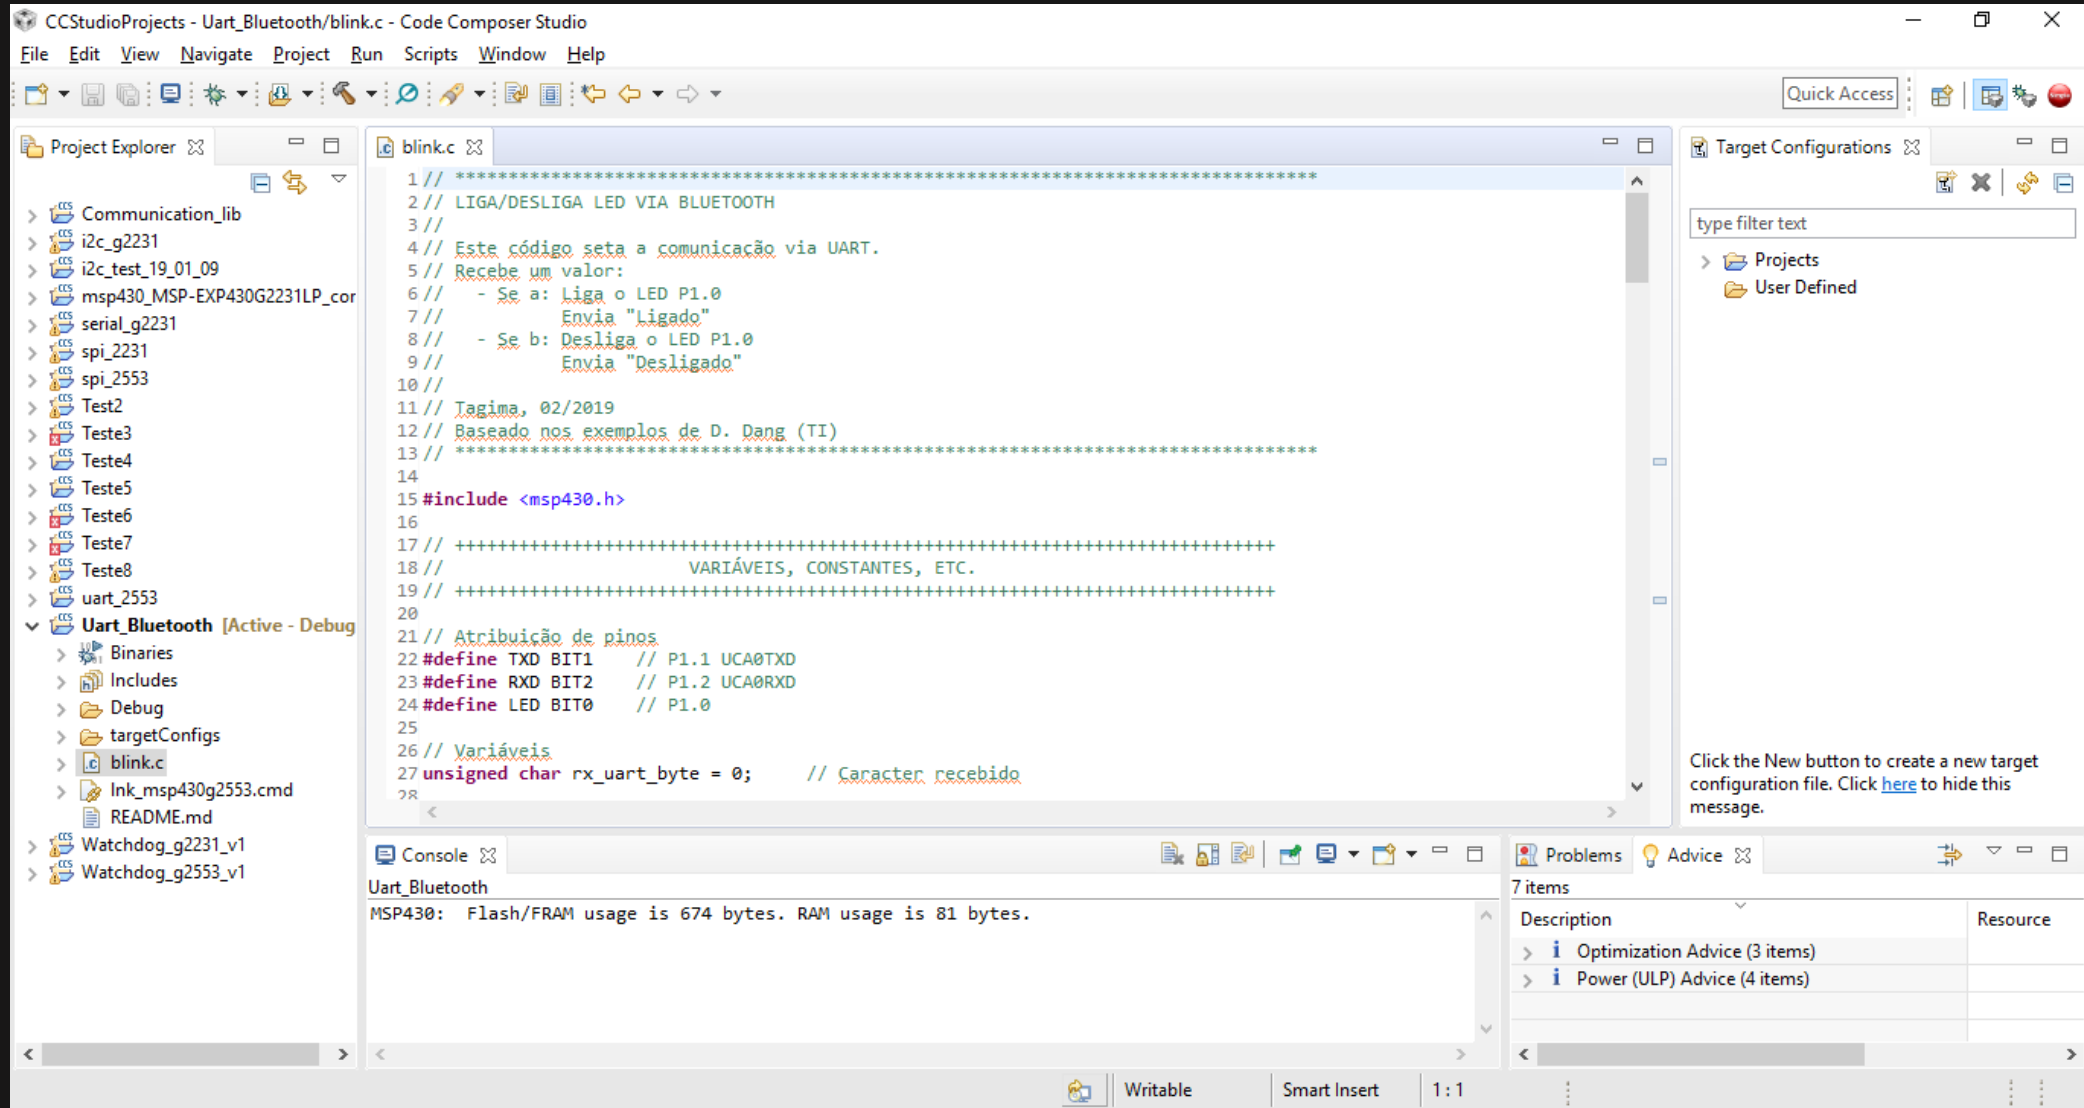 CCStudioProjects - Uart_Bluetooth/blink.c - Code Composer Studio
File Edit View Navigate Project Run Scripts Window Help
Quick Access
Project Explorer
Communication_lib
i2c_g2231
i2c_test_19_01_09
msp430_MSP-EXP430G2231LP_cor
serial_g2231
spi_2231
spi_2553
Test2
Teste3
Teste4
Teste5
Teste6
Teste7
Teste8
uart_2553
Uart_Bluetooth [Active - Debug
Binaries
Includes
Debug
targetConfigs
blink.c
lnk_msp430g2553.cmd
README.md
Watchdog_g2231_v1
Watchdog_g2553_v1
blink.c
1 // *********************************************************************************
2 // LIGA/DESLIGA LED VIA BLUETOOTH
3 //
4 // Este código seta a comunicação via UART.
5 // Recebe um valor:
6 //   - Se a: Liga o LED P1.0
7 //           Envia "Ligado"
8 //   - Se b: Desliga o LED P1.0
9 //           Envia "Desligado"
10 //
11 // Tagima, 02/2019
12 // Baseado nos exemplos de D. Dang (TI)
13 // *********************************************************************************
14
15 #include <msp430.h>
16
17 // +++++++++++++++++++++++++++++++++++++++++++++++++++++++++++++++++++++++++++++
18 //                       VARIÁVEIS, CONSTANTES, ETC.
19 // +++++++++++++++++++++++++++++++++++++++++++++++++++++++++++++++++++++++++++++
20
21 // Atribuição de pinos
22 #define TXD BIT1    // P1.1 UCA0TXD
23 #define RXD BIT2    // P1.2 UCA0RXD
24 #define LED BIT0    // P1.0
25
26 // Variáveis
27 unsigned char rx_uart_byte = 0;     // Caracter recebido
28
Target Configurations
type filter text
Projects
User Defined
Click the New button to create a new target
configuration file. Click here to hide this
message.
Console
Uart_Bluetooth
MSP430:  Flash/FRAM usage is 674 bytes. RAM usage is 81 bytes.
Problems Advice
7 items
Description Resource
Optimization Advice (3 items)
Power (ULP) Advice (4 items)
Writable Smart Insert 1 : 1